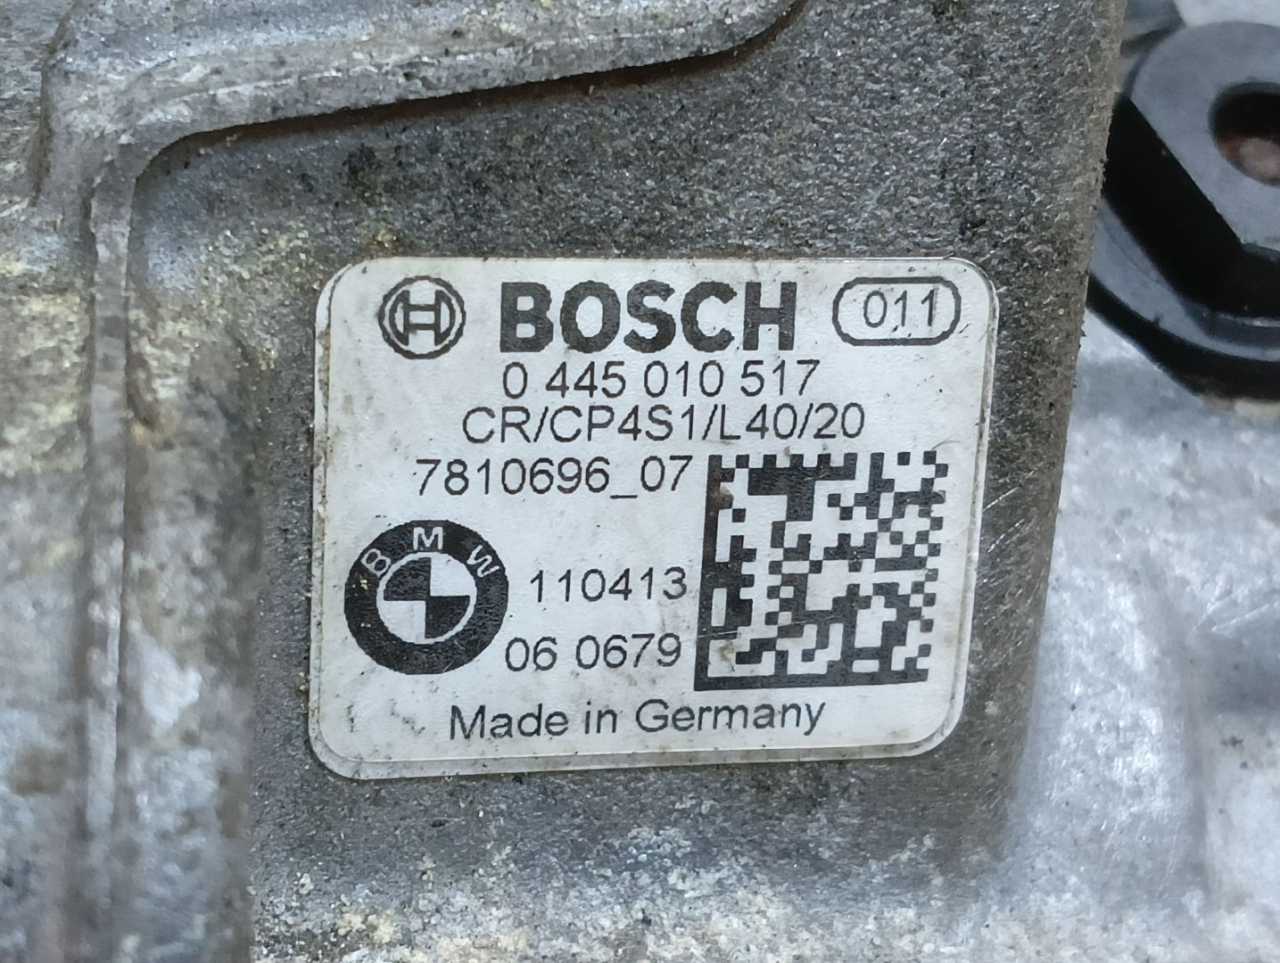 BOSCH 011
0 445 010 517
CR/CP4S1/L40/20
7810696_07
BMW
110413
06 0679
Made in Germany